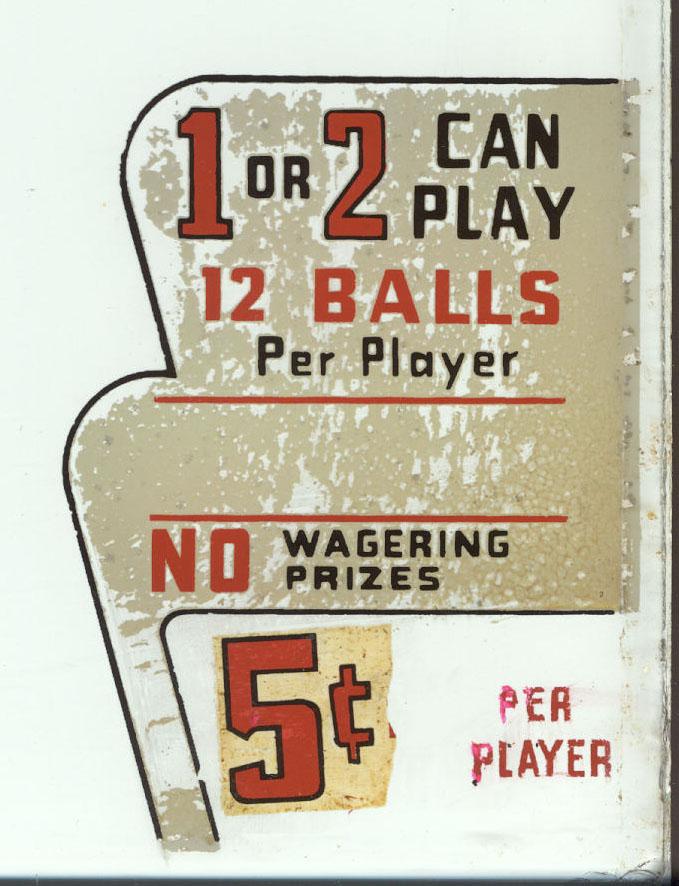 1 OR 2 CAN PLAY
12 BALLS
Per Player
NO WAGERING PRIZES
5¢ PER PLAYER